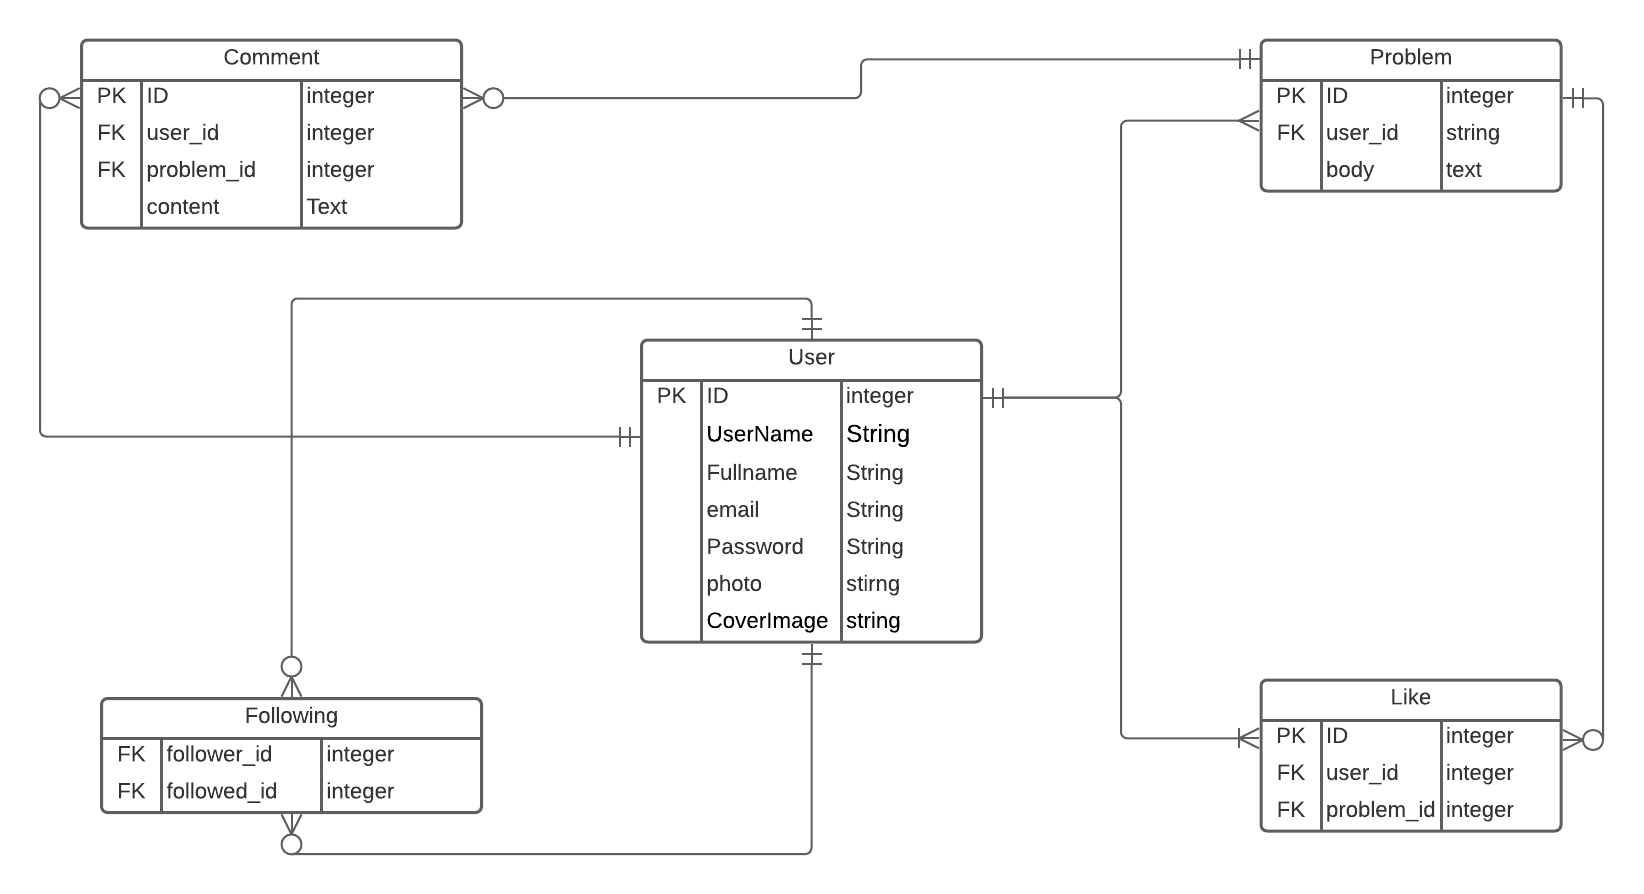 Comment
PK ID integer
FK user_id integer
FK problem_id integer
content Text
Problem
PK ID integer
FK user_id string
body text
User
PK ID integer
UserName String
Fullname String
email String
Password String
photo stirng
CoverImage string
Following
FK follower_id integer
FK followed_id integer
Like
PK ID integer
FK user_id integer
FK problem_id integer